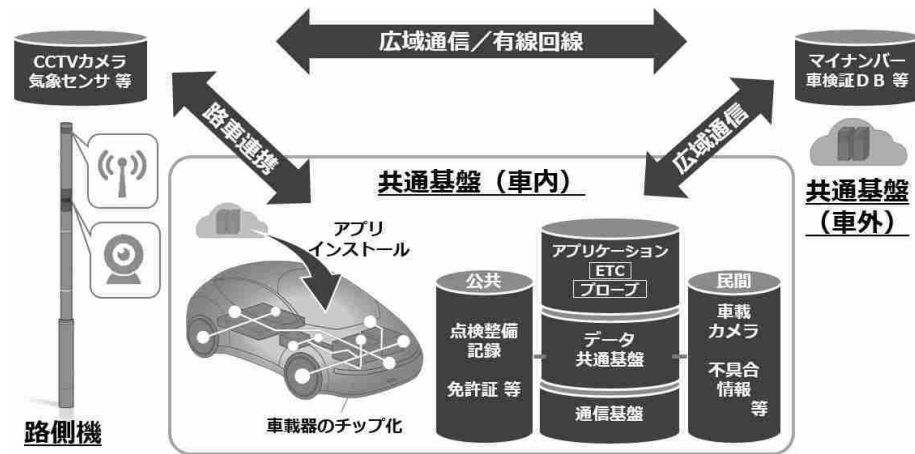 広域通信／有線回線
CCTVカメラ
気象センサ 等
マイナンバー
車検証DB 等
路車連携
広域通信
共通基盤（車内）
共通基盤
（車外）
アプリ
インストール
アプリケーション
ETC
プローブ
公共
民間
点検整備
記録
免許証 等
データ
共通基盤
車載
カメラ
不具合
情報
等
通信基盤
車載器のチップ化
路側機